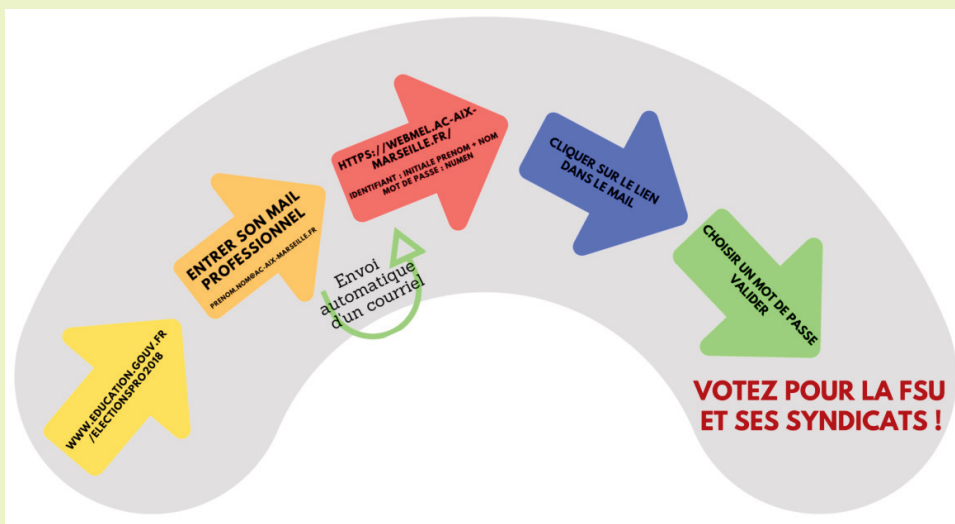 WWW.EDUCATION.GOUV.FR
/ELECTIONSPRO2018
ENTRER SON MAIL
PROFESSIONNEL
PRENOM.NOM@AC-AIX-MARSEILLE.FR
Envoi
automatique
d'un courriel
HTTPS://WEBMEL.AC-AIX-
MARSEILLE.FR/
IDENTIFIANT : INITIALE PRENOM + NOM
MOT DE PASSE : NUMEN
CLIQUER SUR LE LIEN
DANS LE MAIL
CHOISIR UN MOT DE PASSE
VALIDER
VOTEZ POUR LA FSU
ET SES SYNDICATS !